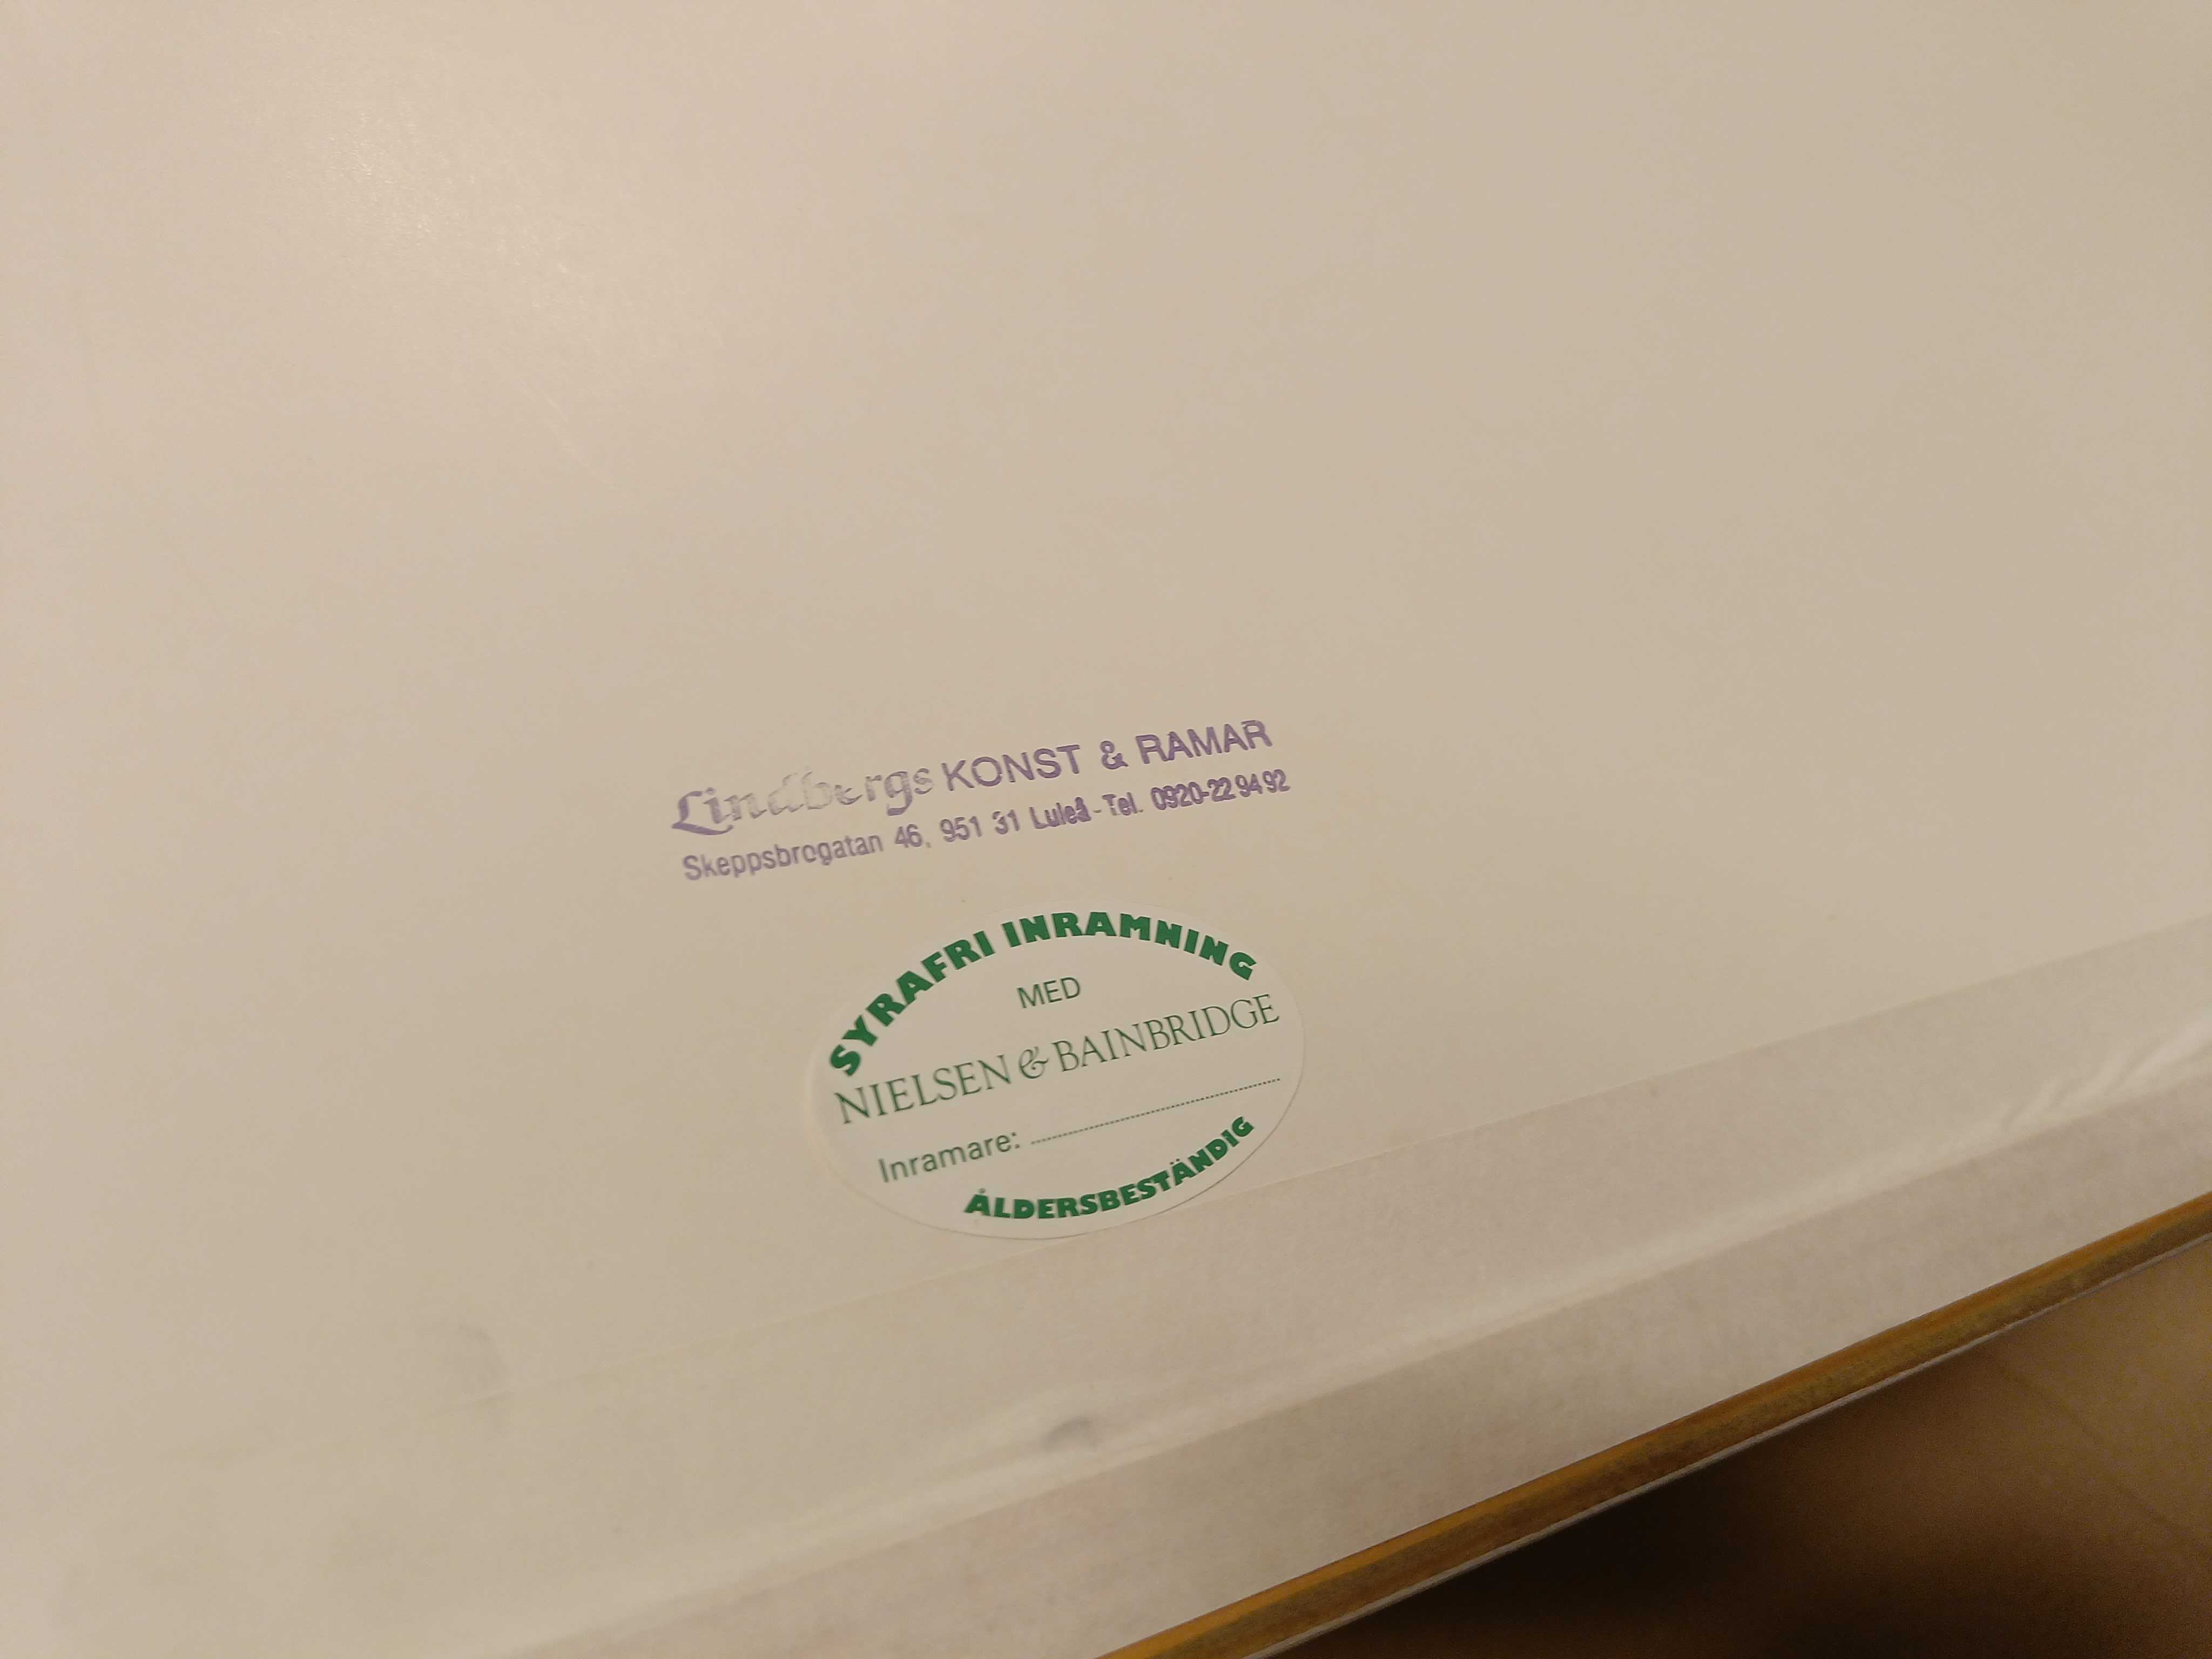 Lindbergs KONST & RAMAR
Skeppsbrogatan 46, 951 31 Luleå - Tel. 0920-22 94 92
SYRAFRI INRAMNING
MED
NIELSEN & BAINBRIDGE
Inramare: ..............................
ÅLDERSBESTÄNDIG